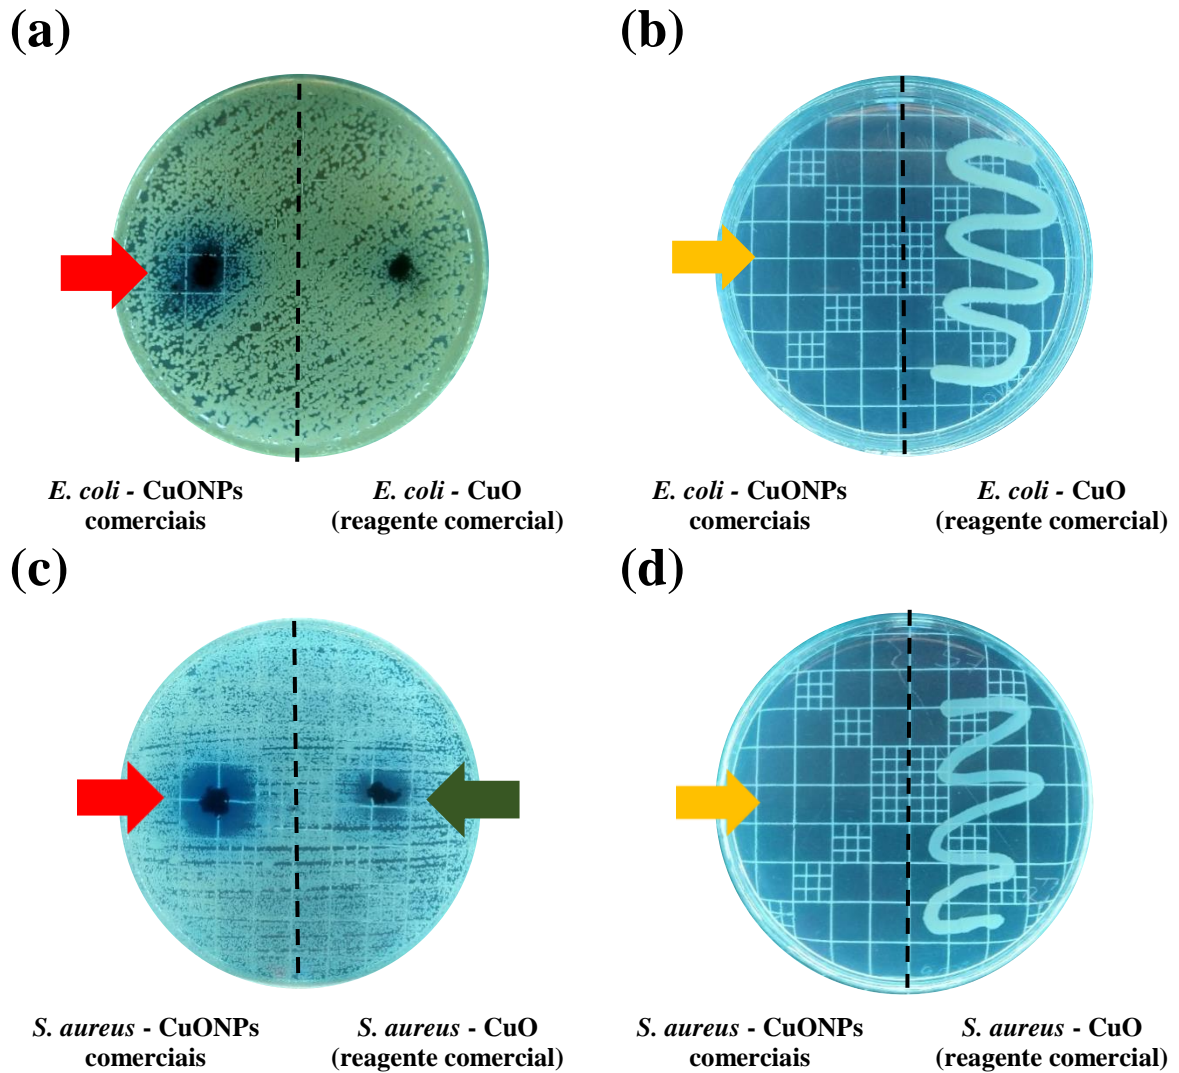 (a)
(b)
E. coli - CuONPs
comerciais
E. coli - CuO
(reagente comercial)
E. coli - CuONPs
comerciais
E. coli - CuO
(reagente comercial)
(c)
(d)
S. aureus - CuONPs
comerciais
S. aureus - CuO
(reagente comercial)
S. aureus - CuONPs
comerciais
S. aureus - CuO
(reagente comercial)